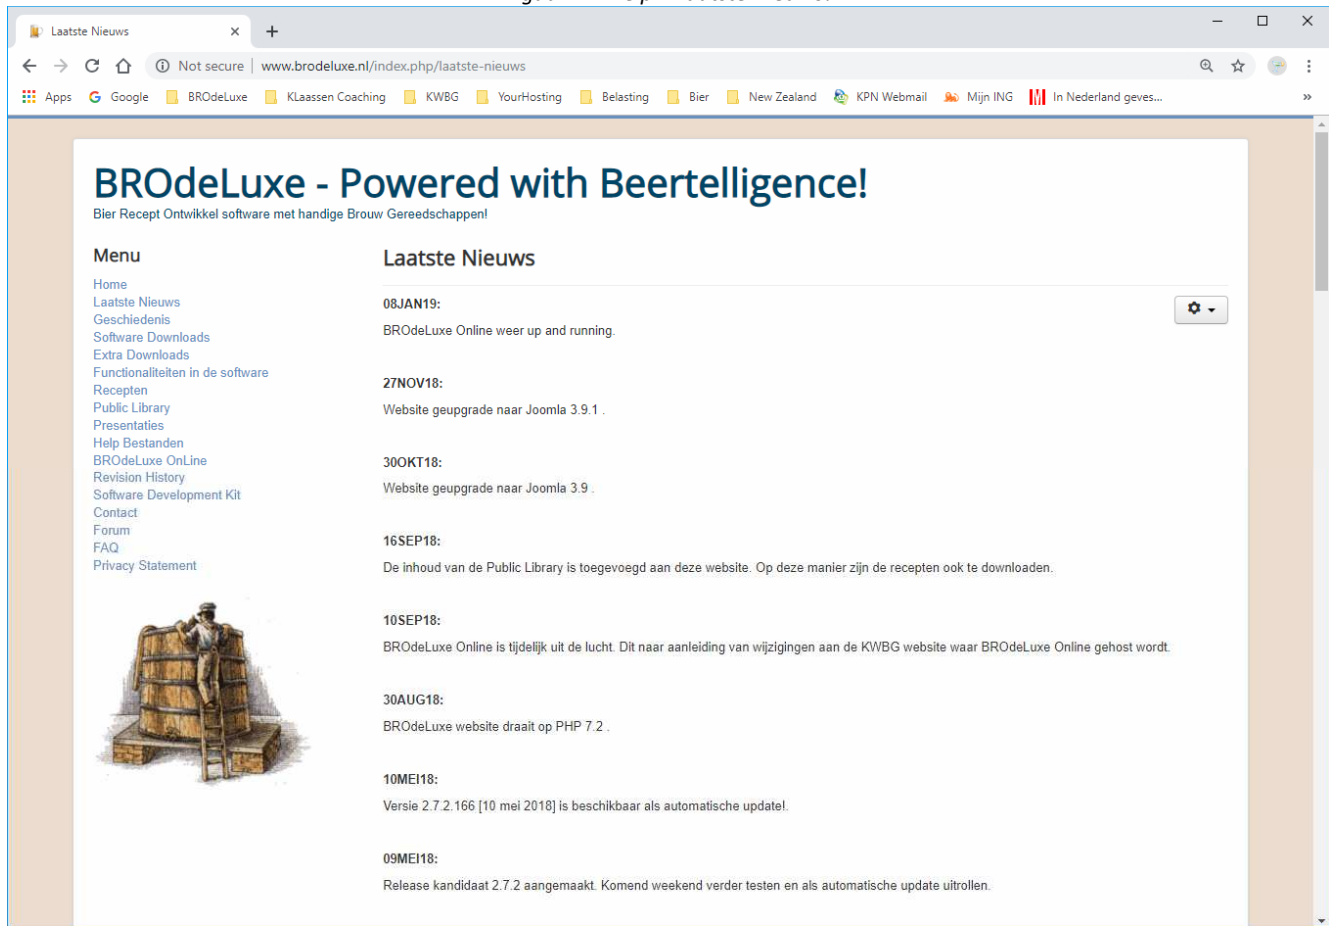 Laatste Nieuws
Not secure | www.brodeluxe.nl/index.php/laatste-nieuws
Apps Google BROdeLuxe KLaassen Coaching KWBG YourHosting Belasting Bier New Zealand KPN Webmail Mijn ING In Nederland geves... »
BROdeLuxe - Powered with Beertelligence!
Bier Recept Ontwikkel software met handige Brouw Gereedschappen!
Menu
Home
Laatste Nieuws
Geschiedenis
Software Downloads
Extra Downloads
Functionaliteiten in de software
Recepten
Public Library
Presentaties
Help Bestanden
BROdeLuxe OnLine
Revision History
Software Development Kit
Contact
Forum
FAQ
Privacy Statement
Laatste Nieuws
08JAN19:
BROdeLuxe Online weer up and running.
27NOV18:
Website geupgrade naar Joomla 3.9.1 .
30OKT18:
Website geupgrade naar Joomla 3.9 .
16SEP18:
De inhoud van de Public Library is toegevoegd aan deze website. Op deze manier zijn de recepten ook te downloaden.
10SEP18:
BROdeLuxe Online is tijdelijk uit de lucht. Dit naar aanleiding van wijzigingen aan de KWBG website waar BROdeLuxe Online gehost wordt.
30AUG18:
BROdeLuxe website draait op PHP 7.2 .
10MEI18:
Versie 2.7.2.166 [10 mei 2018] is beschikbaar als automatische update!.
09MEI18:
Release kandidaat 2.7.2 aangemaakt. Komend weekend verder testen en als automatische update uitrollen.